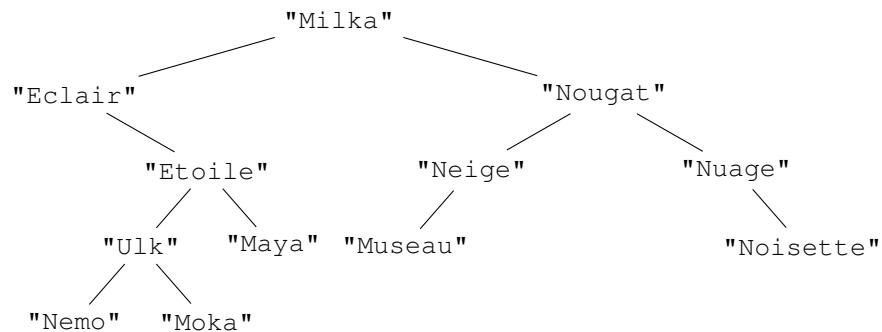 "Milka"
"Eclair" "Nougat"
"Etoile" "Neige" "Nuage"
"Ulk" "Maya" "Museau" "Noisette"
"Nemo" "Moka"